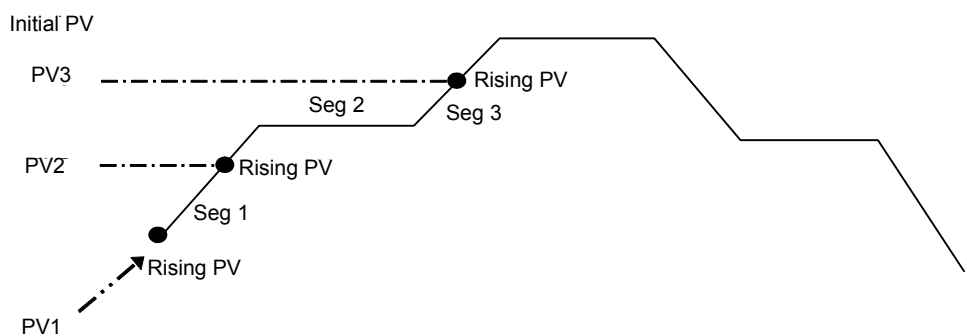 Initial PV
PV3
Rising PV
Seg 2
Seg 3
PV2
Rising PV
Seg 1
Rising PV
PV1